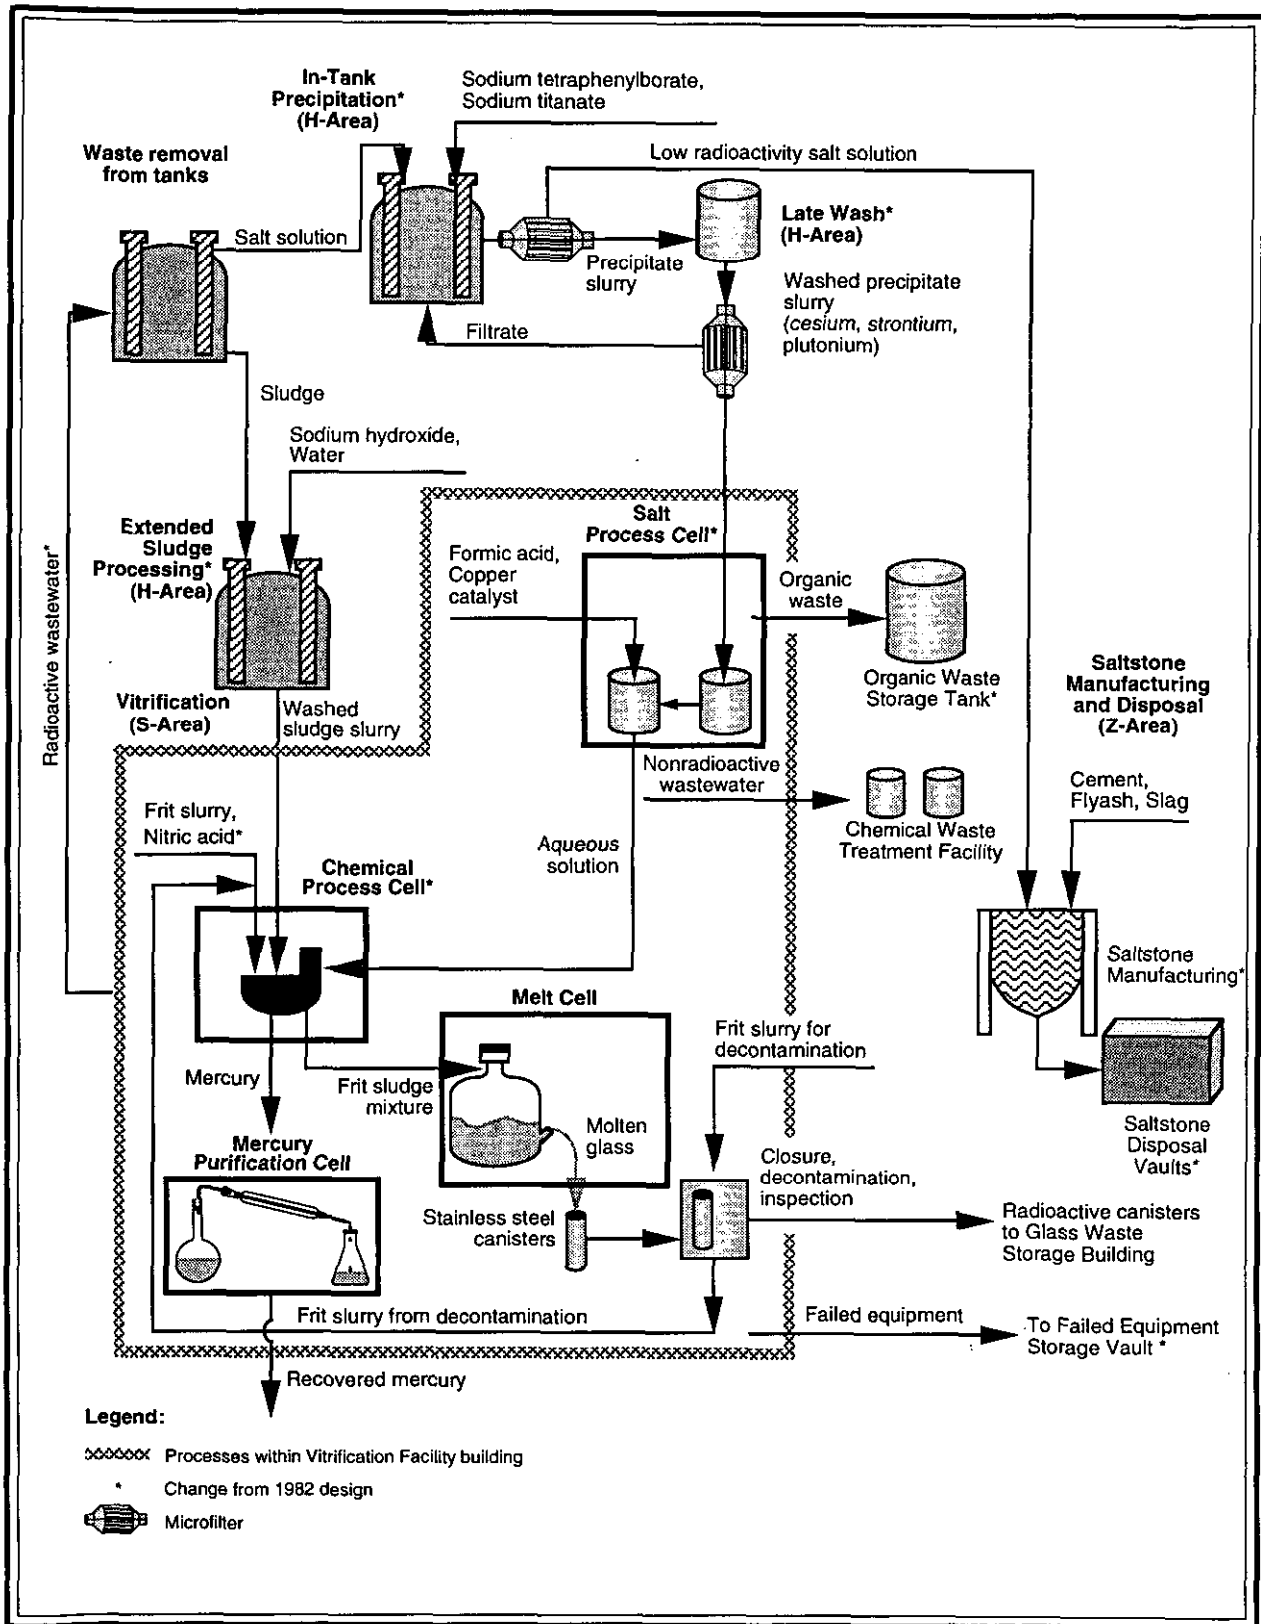 In-Tank
Precipitation*
(H-Area)
Sodium tetraphenylborate,
Sodium titanate
Waste removal
from tanks
Low radioactivity salt solution
Salt solution
Late Wash*
(H-Area)
Precipitate
slurry
Washed precipitate
slurry
(cesium, strontium,
plutonium)
Filtrate
Sludge
Sodium hydroxide,
Water
Radioactive wastewater*
Extended
Sludge
Processing*
(H-Area)
Salt
Process Cell*
Formic acid,
Copper
catalyst
Organic
waste
Organic Waste
Storage Tank*
Saltstone
Manufacturing
and Disposal
(Z-Area)
Vitrification
(S-Area)
Washed
sludge slurry
Nonradioactive
wastewater
Cement,
Flyash, Slag
Chemical Waste
Treatment Facility
Frit slurry,
Nitric acid*
Aqueous
solution
Chemical
Process Cell*
Saltstone
Manufacturing*
Melt Cell
Frit slurry for
decontamination
Mercury
Frit sludge
mixture
Molten
glass
Saltstone
Disposal
Vaults*
Mercury
Purification Cell
Closure,
decontamination,
inspection
Stainless steel
canisters
Radioactive canisters
to Glass Waste
Storage Building
Frit slurry from decontamination
Failed equipment
To Failed Equipment
Storage Vault *
Recovered mercury
Legend:
Processes within Vitrification Facility building
* Change from 1982 design
Microfilter